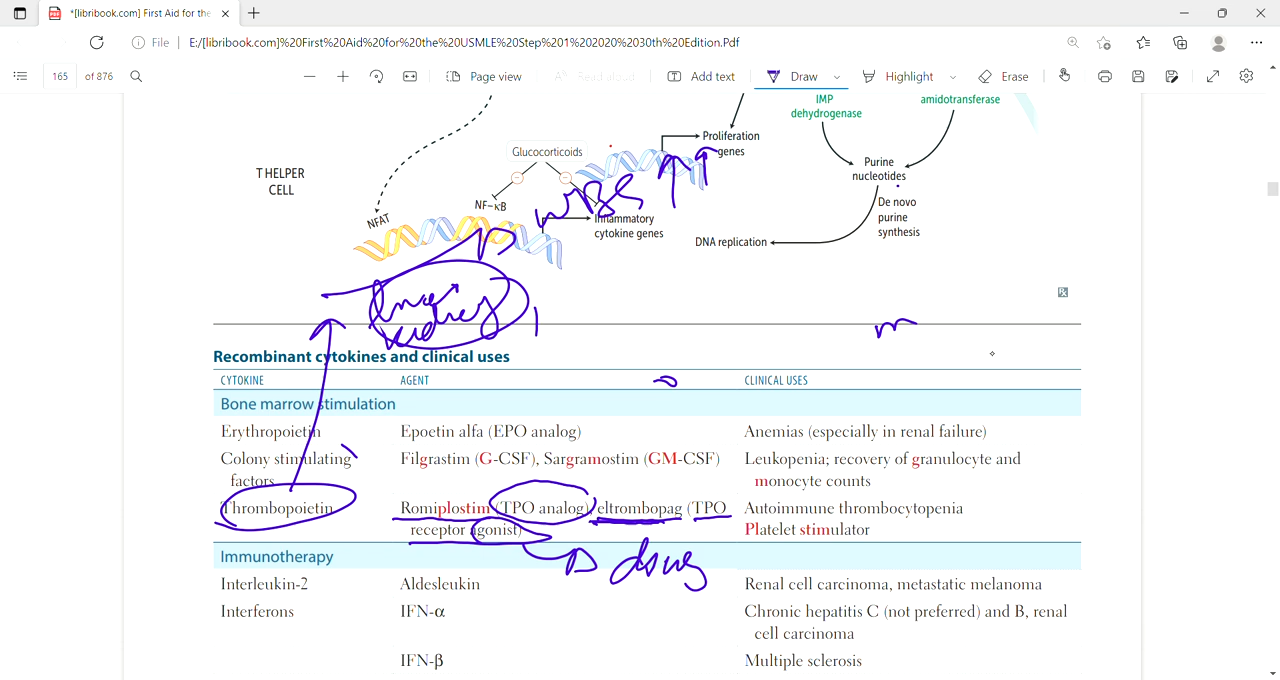 *[libribook.com] First Aid for the
File E:/[libribook.com]%20First%20Aid%20for%20the%20USMLE%20Step%201%202020%2030th%20Edition.Pdf
165 of 876 Page view Read aloud Add text Draw Highlight Erase
IMP dehydrogenase
amidotransferase
Glucocorticoids
Proliferation genes
T HELPER CELL
Purine nucleotides
NF-κB
NFAT
Inflammatory cytokine genes
De novo purine synthesis
DNA replication
WBC
Rx
Recombinant cytokines and clinical uses
CYTOKINE AGENT CLINICAL USES
Bone marrow stimulation
Erythropoietin Epoetin alfa (EPO analog) Anemias (especially in renal failure)
Colony stimulating Filgrastim (G-CSF), Sargramostim (GM-CSF) Leukopenia; recovery of granulocyte and
factors monocyte counts
Thrombopoietin Romiplostim (TPO analog), eltrombopag (TPO Autoimmune thrombocytopenia
receptor agonist) Platelet stimulator
drug
Immunotherapy
Interleukin-2 Aldesleukin Renal cell carcinoma, metastatic melanoma
Interferons IFN-α Chronic hepatitis C (not preferred) and B, renal
cell carcinoma
IFN-β Multiple sclerosis